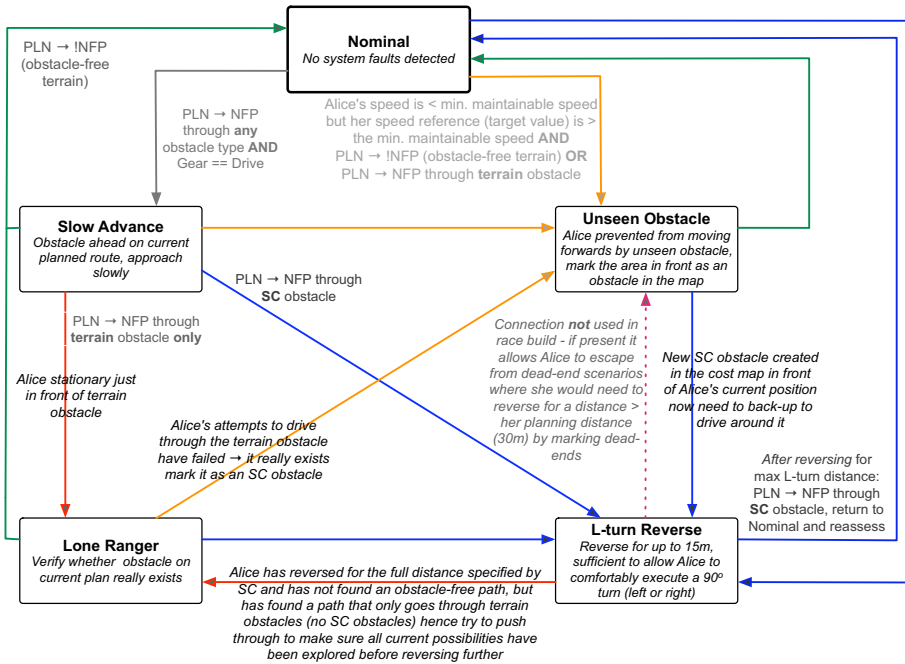 Nominal
No system faults detected
PLN → !NFP
(obstacle-free
terrain)
PLN → NFP
through any
obstacle type AND
Gear == Drive
Alice's speed is < min. maintainable speed
but her speed reference (target value) is >
the min. maintainable speed AND
PLN → !NFP (obstacle-free terrain) OR
PLN → NFP through terrain obstacle
Slow Advance
Obstacle ahead on current
planned route, approach
slowly
Unseen Obstacle
Alice prevented from moving
forwards by unseen obstacle,
mark the area in front as an
obstacle in the map
PLN → NFP through
SC obstacle
PLN → NFP through
terrain obstacle only
Alice stationary just
in front of terrain
obstacle
Connection not used in
race build - if present it
allows Alice to escape
from dead-end scenarios
where she would need to
reverse for a distance >
her planning distance
(30m) by marking dead-
ends
New SC obstacle created
in the cost map in front
of Alice's current position
now need to back-up to
drive around it
Alice's attempts to drive
through the terrain obstacle
have failed → it really exists
mark it as an SC obstacle
After reversing for
max L-turn distance:
PLN → NFP through
SC obstacle, return to
Nominal and reassess
Lone Ranger
Verify whether obstacle on
current plan really exists
L-turn Reverse
Reverse for up to 15m,
sufficient to allow Alice to
comfortably execute a 90º
turn (left or right)
Alice has reversed for the full distance specified by
SC and has not found an obstacle-free path, but
has found a path that only goes through terrain
obstacles (no SC obstacles) hence try to push
through to make sure all current possibilities have
been explored before reversing further